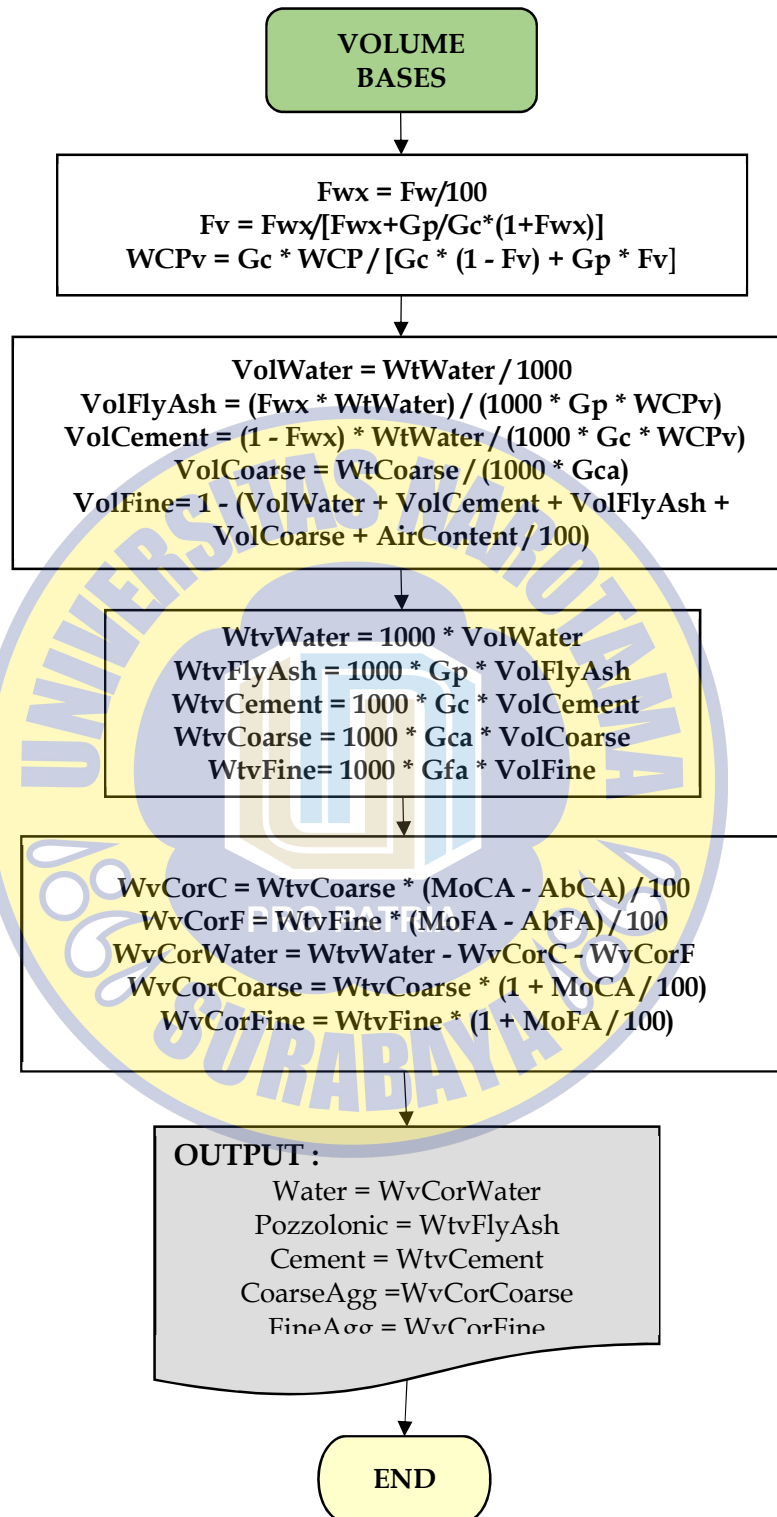 VOLUME
BASES
Fwx = Fw/100
Fv = Fwx/[Fwx+Gp/Gc*(1+Fwx)]
WCPv = Gc * WCP / [Gc * (1 - Fv) + Gp * Fv]
VolWater = WtWater / 1000
VolFlyAsh = (Fwx * WtWater) / (1000 * Gp * WCPv)
VolCement = (1 - Fwx) * WtWater / (1000 * Gc * WCPv)
VolCoarse = WtCoarse / (1000 * Gca)
VolFine= 1 - (VolWater + VolCement + VolFlyAsh +
VolCoarse + AirContent / 100)
WtvWater = 1000 * VolWater
WtvFlyAsh = 1000 * Gp * VolFlyAsh
WtvCement = 1000 * Gc * VolCement
WtvCoarse = 1000 * Gca * VolCoarse
WtvFine= 1000 * Gfa * VolFine
WvCorC = WtvCoarse * (MoCA - AbCA) / 100
WvCorF = WtvFine * (MoFA - AbFA) / 100
WvCorWater = WtvWater - WvCorC - WvCorF
WvCorCoarse = WtvCoarse * (1 + MoCA / 100)
WvCorFine = WtvFine * (1 + MoFA / 100)
OUTPUT :
Water = WvCorWater
Pozzolonic = WtvFlyAsh
Cement = WtvCement
CoarseAgg =WvCorCoarse
FineAgg = WvCorFine
END
UNIVERSITAS NAROTAMA
PRO PATRIA
SURABAYA